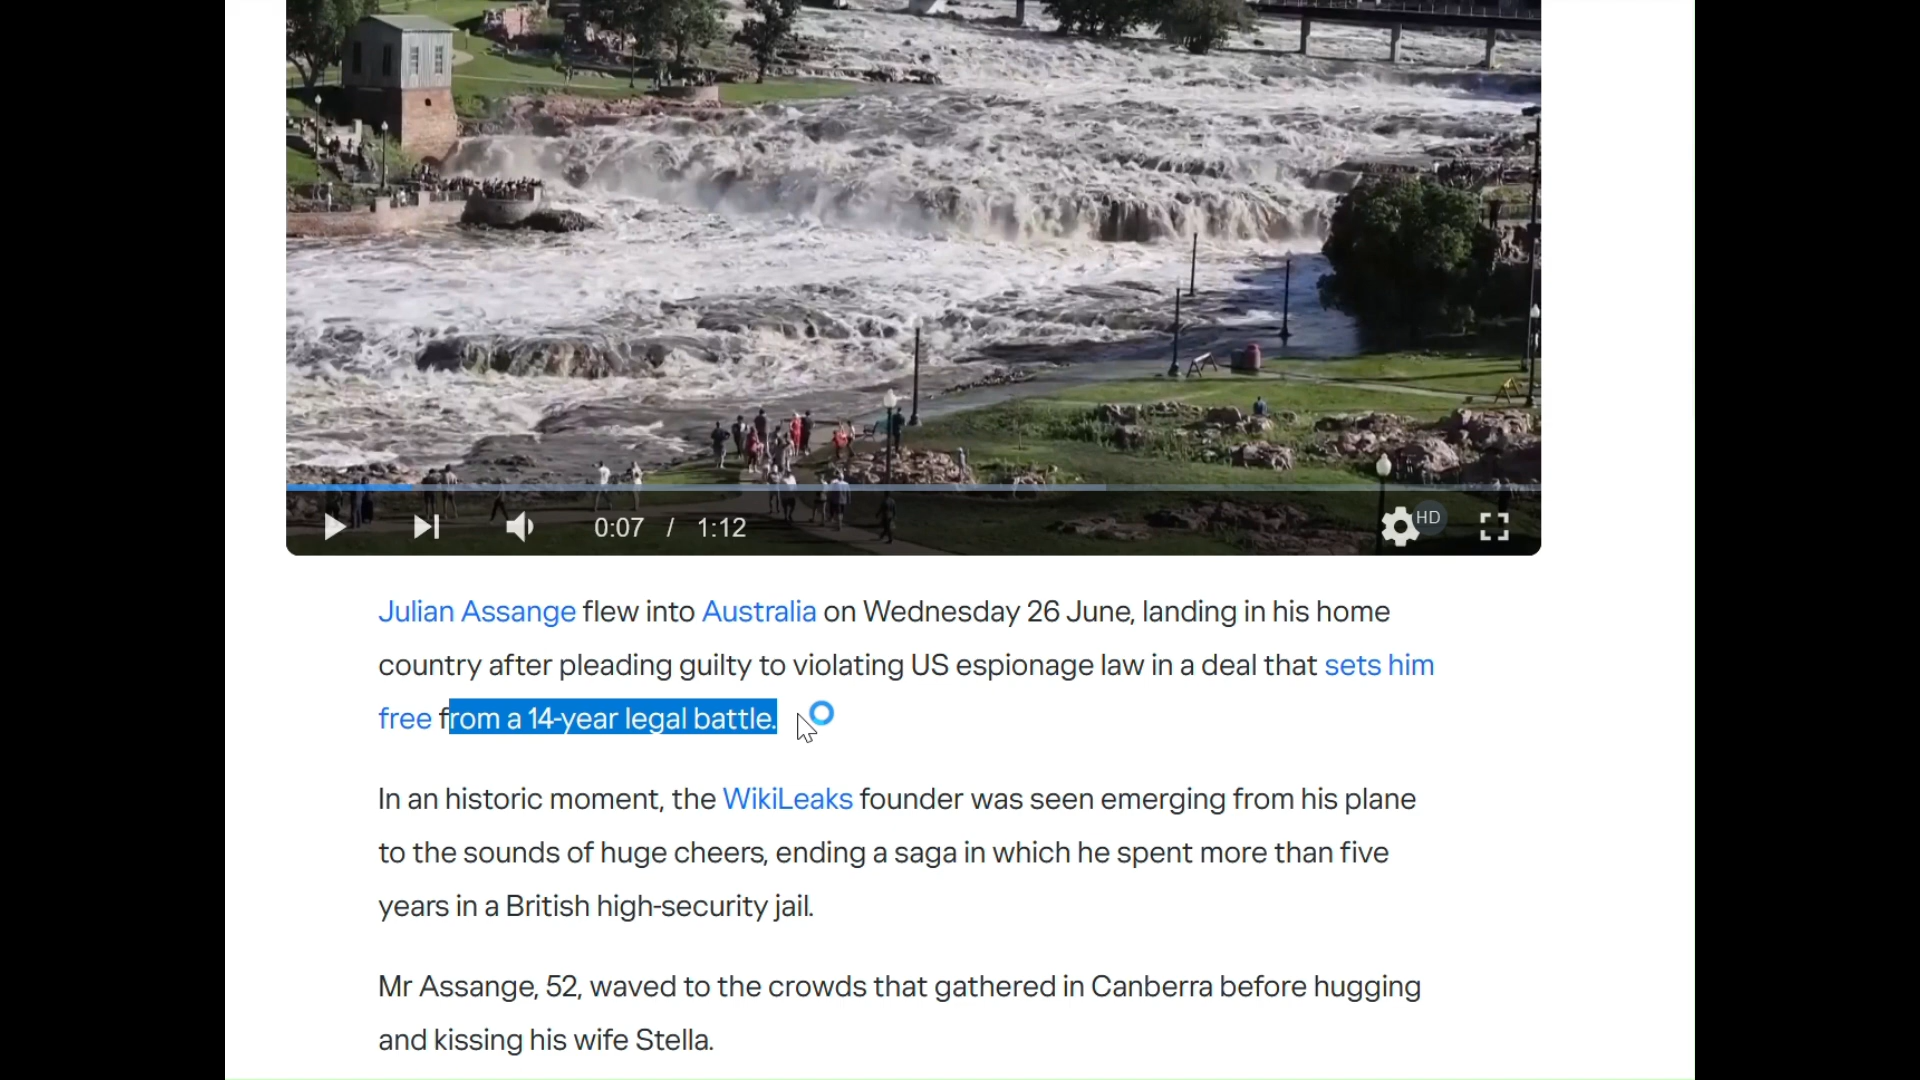 0:07 / 1:12
HD
Julian Assange flew into Australia on Wednesday 26 June, landing in his home
country after pleading guilty to violating US espionage law in a deal that sets him
free from a 14-year legal battle.
In an historic moment, the WikiLeaks founder was seen emerging from his plane
to the sounds of huge cheers, ending a saga in which he spent more than five
years in a British high-security jail.
Mr Assange, 52, waved to the crowds that gathered in Canberra before hugging
and kissing his wife Stella.